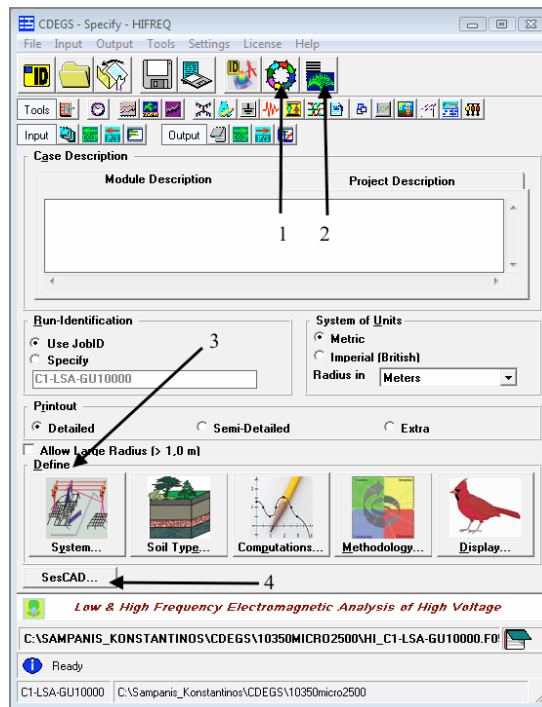 CDEGS - Specify - HIFREQ
File Input Output Tools Settings License Help
ID
Tools
Input Output
Case Description
Module Description Project Description
1 2
Run-Identification
Use JobID
Specify
C1-LSA-GU10000
3
System of Units
Metric
Imperial (British)
Radius in Meters
Printout
Detailed Semi-Detailed Extra
Allow Large Radius (> 1,0 m)
Define
System... Soil Type... Computations... Methodology... Display...
SesCAD... 4
Low & High Frequency Electromagnetic Analysis of High Voltage
C:\SAMPANIS_KONSTANTINOS\CDEGS\10350MICRO2500\HI_C1-LSA-GU10000.F05
Ready
C1-LSA-GU10000 C:\Sampanis_Konstantinos\CDEGS\10350micro2500